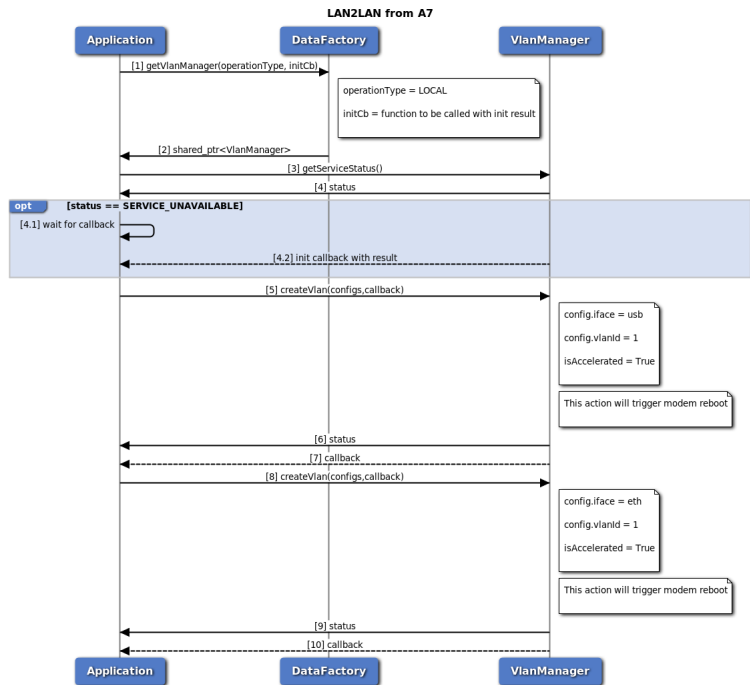 LAN2LAN from A7
Application
DataFactory
VlanManager
[1] getVlanManager(operationType, initCb)
operationType = LOCAL
initCb = function to be called with init result
[2] shared_ptr<VlanManager>
[3] getServiceStatus()
[4] status
opt
[status == SERVICE_UNAVAILABLE]
[4.1] wait for callback
[4.2] init callback with result
[5] createVlan(configs,callback)
config.iface = usb
config.vlanId = 1
isAccelerated = True
This action will trigger modem reboot
[6] status
[7] callback
[8] createVlan(configs,callback)
config.iface = eth
config.vlanId = 1
isAccelerated = True
This action will trigger modem reboot
[9] status
[10] callback
Application
DataFactory
VlanManager